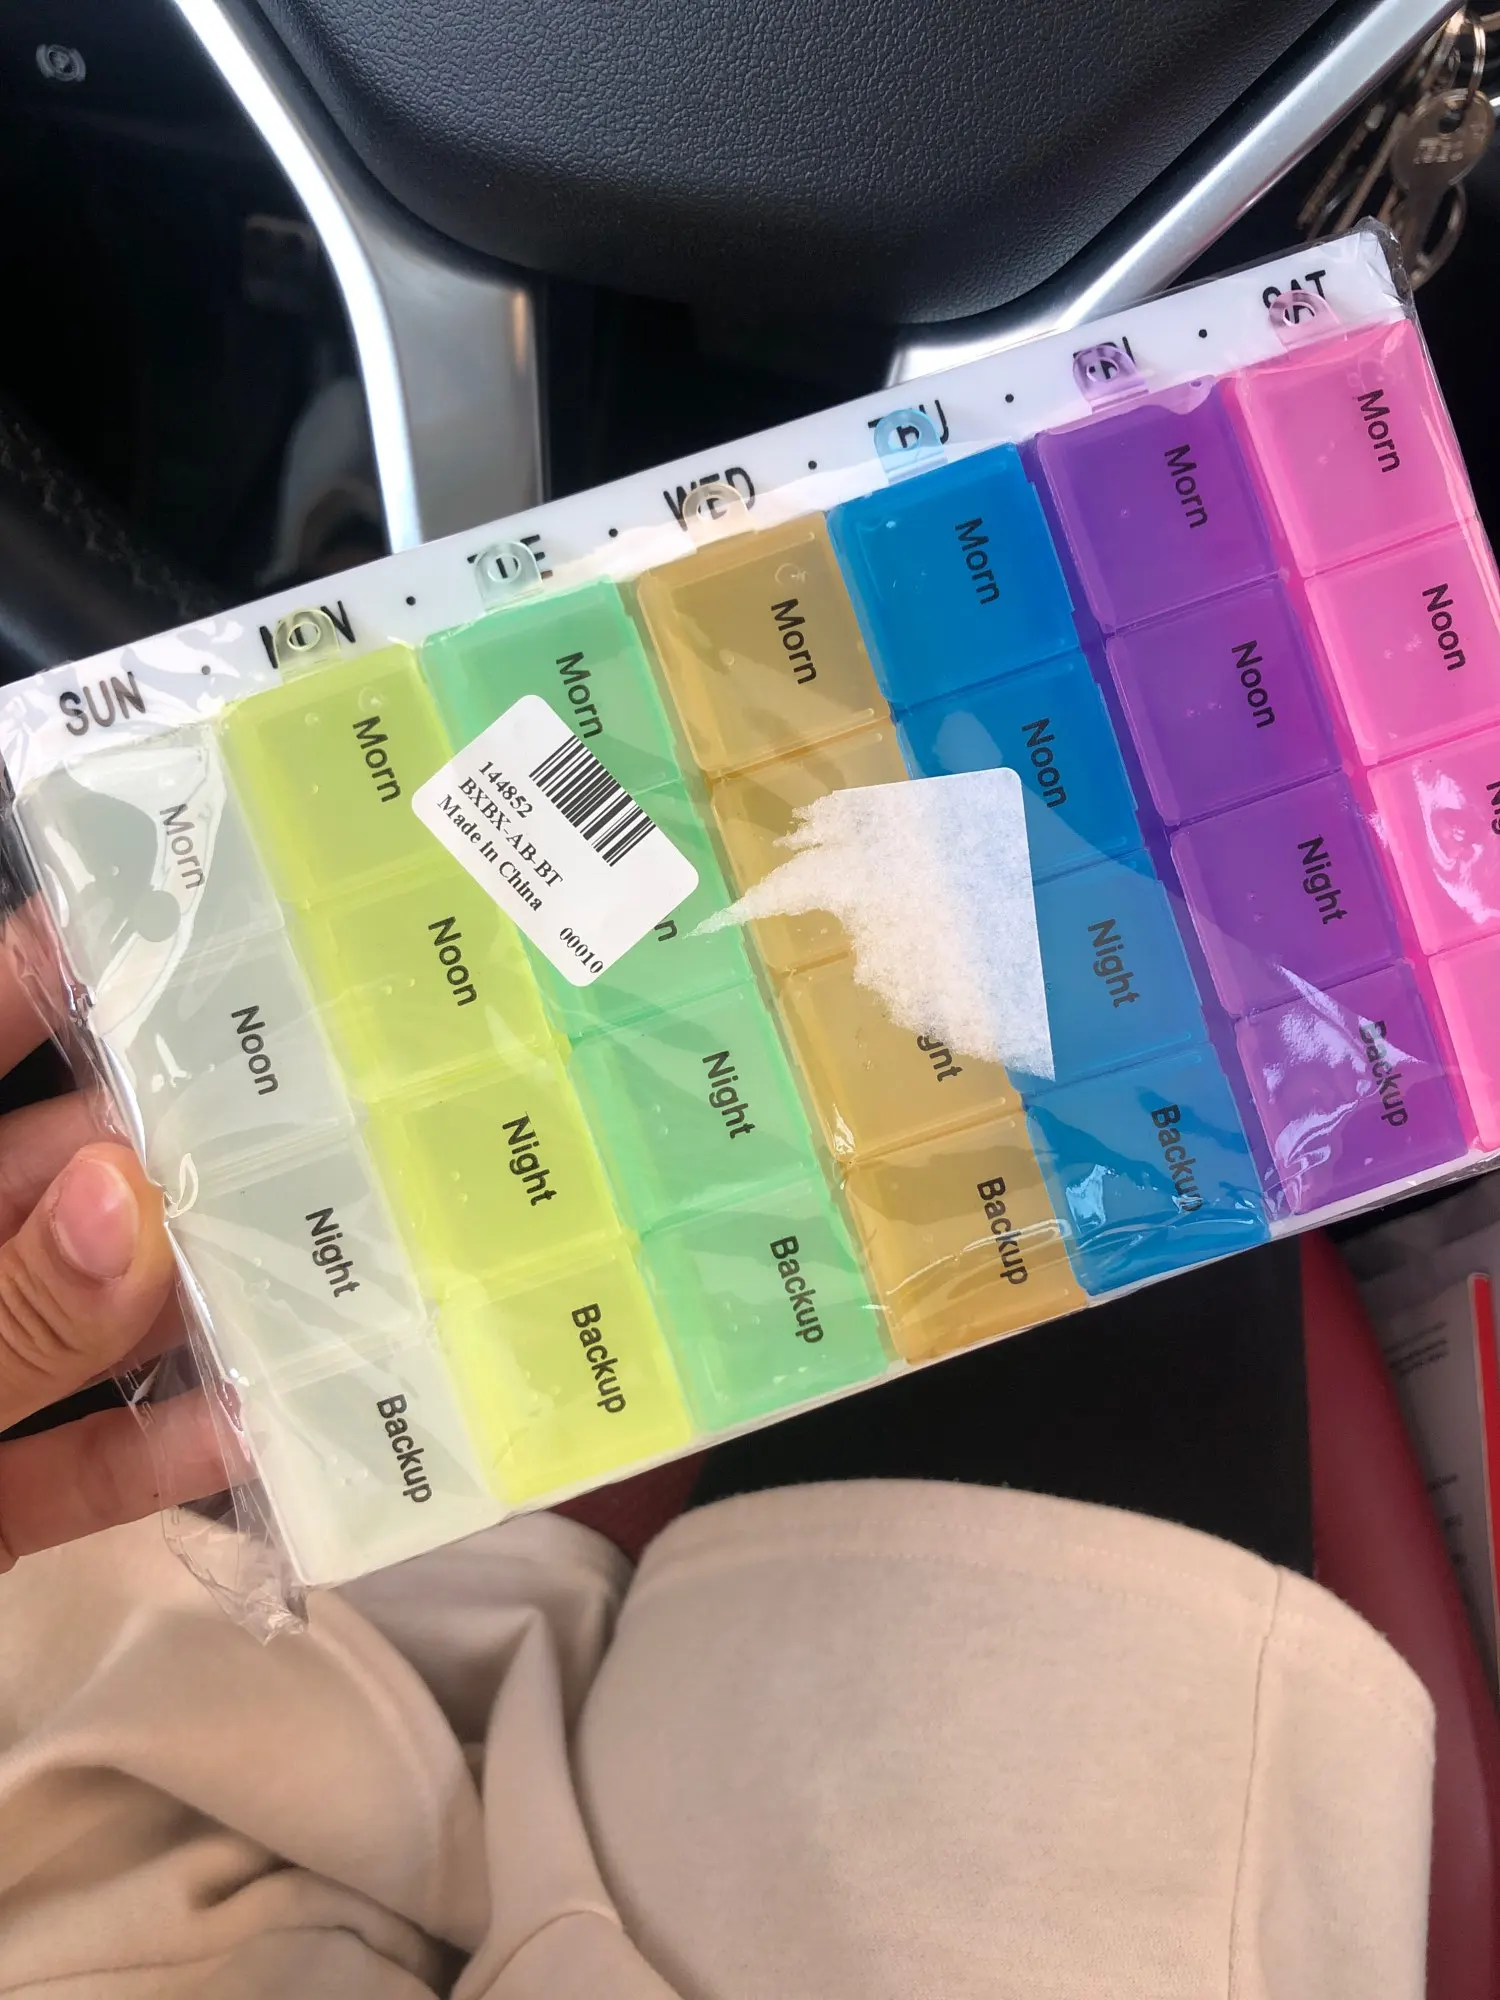 SUN · MON · TUE · WED · THU · FRI · SAT
Morn Morn Morn Morn Morn Morn Morn
Noon Noon Noon Noon Noon
Night Night Night Night Night
Backup Backup Backup Backup Backup Backup
144852
BXBX-AB-BT
Made in China
00010